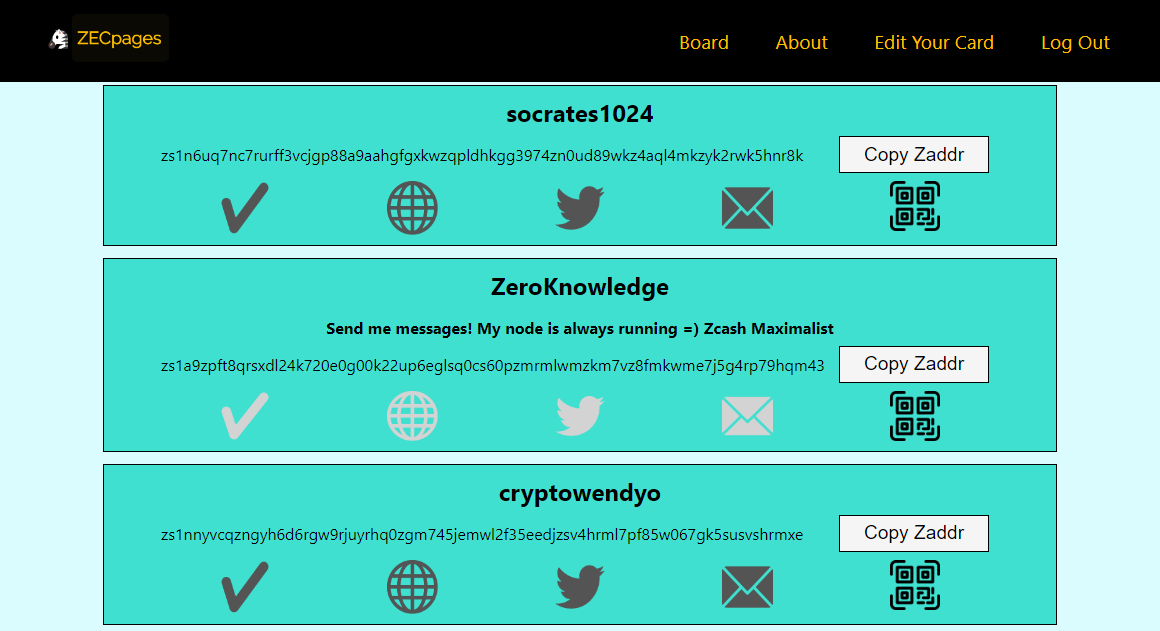 ZECpages
Board
About
Edit Your Card
Log Out
socrates1024
zs1n6uq7nc7rurff3vcjgp88a9aahgfgxkwzqpldhkgg3974zn0ud89wkz4aql4mkzyk2rwk5hnr8k
Copy Zaddr
ZeroKnowledge
Send me messages! My node is always running =) Zcash Maximalist
zs1a9zpft8qrsxdl24k720e0g00k22up6eglsq0cs60pzmrmlwmzkm7vz8fmkwme7j5g4rp79hqm43
Copy Zaddr
cryptowendyo
zs1nnyvcqzngyh6d6rgw9rjuyrhq0zgm745jemwl2f35eedjzsv4hrml7pf85w067gk5susvshrmxe
Copy Zaddr